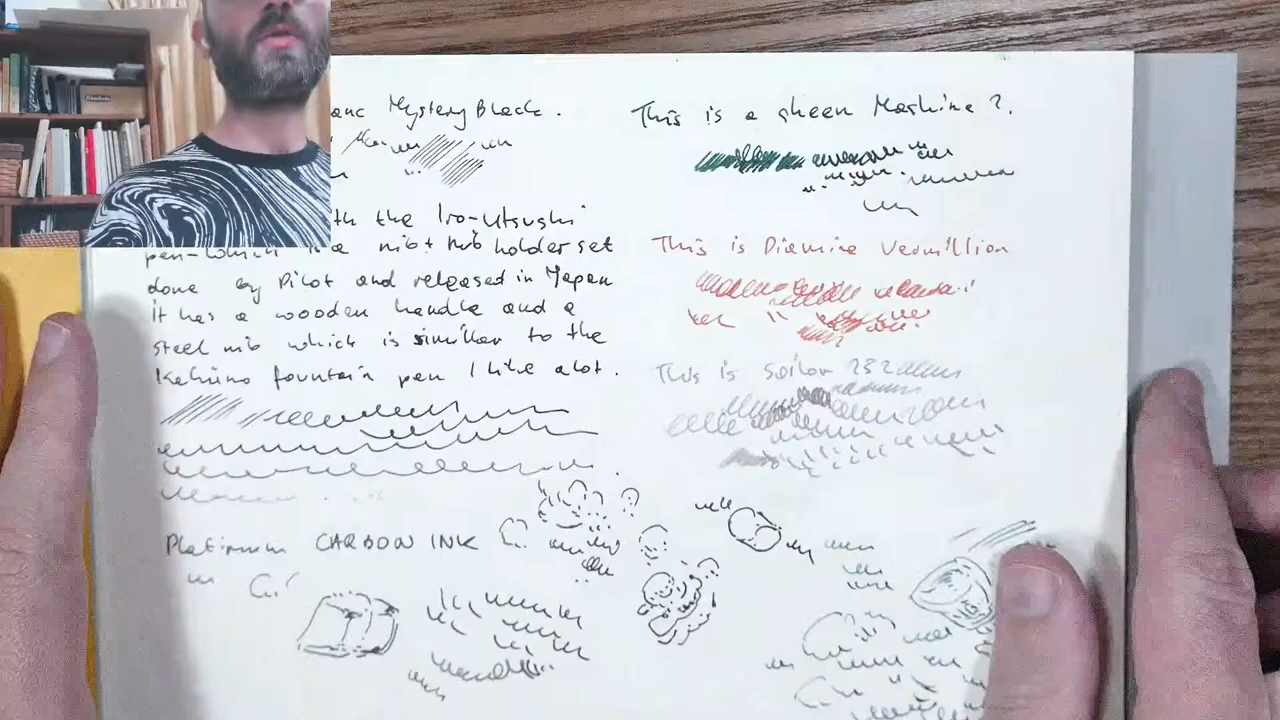 anc Mystery Black.
th the Iro-Utsushi
pen-which is a nib+nib holder set
done by Pilot and released in Japan
it has a wooden handle and a
steel nib which is similar to the
Kakuno fountain pen I like alot.
Platinum CARBON INK
This is a sheen Machine?.
This is Diamine Vermillion
This is Sailor 232